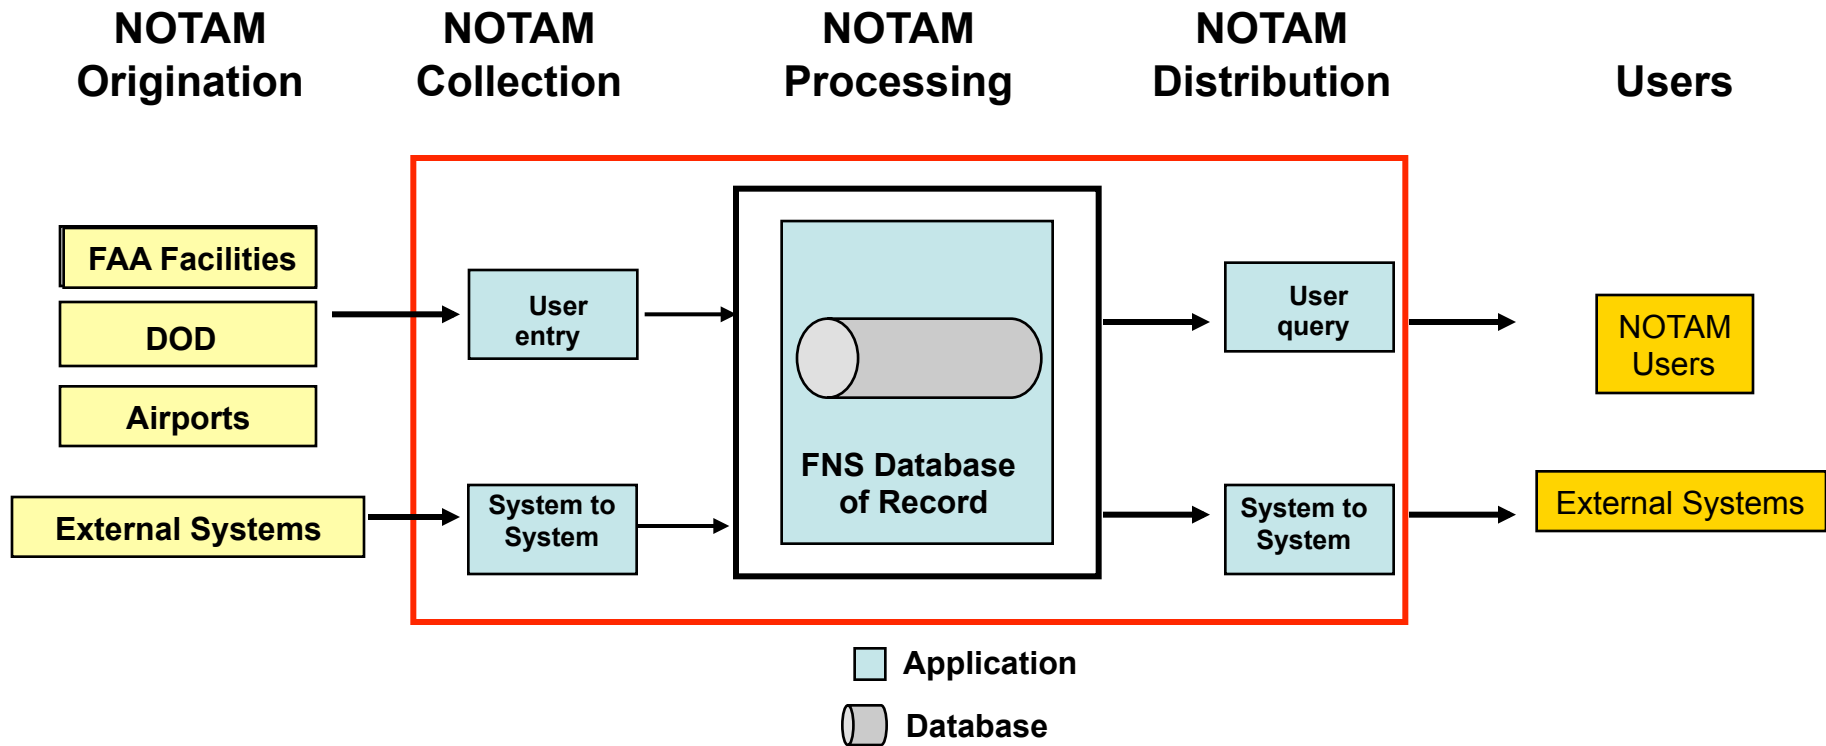 NOTAM
Origination
NOTAM
Collection
NOTAM
Processing
NOTAM
Distribution
Users
FAA Facilities
DOD
Airports
External Systems
User
entry
System to
System
FNS Database
of Record
User
query
System to
System
NOTAM
Users
External Systems
Application
Database